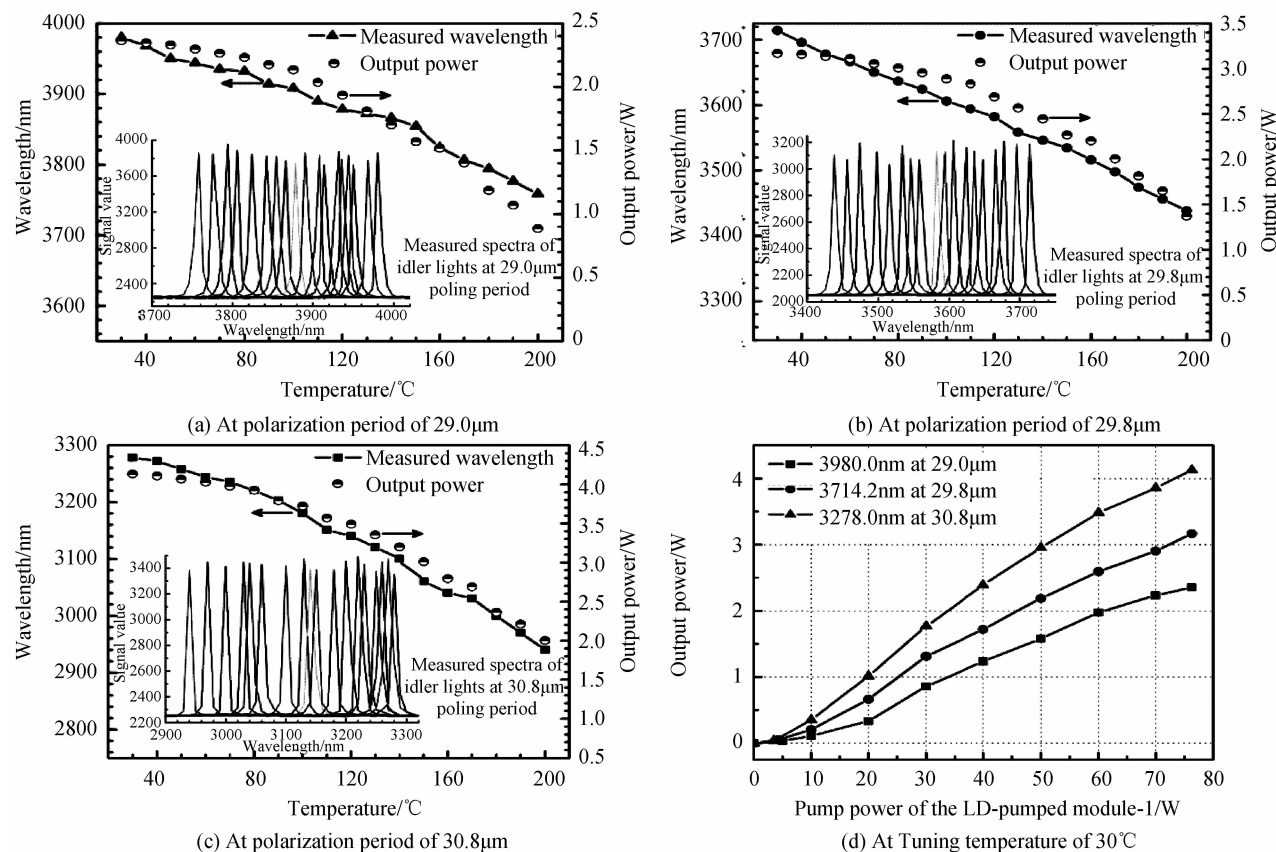 4000
3900
3800
3700
3600
Wavelength/nm
2.5
2.0
1.5
1.0
0.5
0
Output power/W
Measured wavelength
Output power
4000
3600
3200
2800
2400
Signal value
3700
3800
3900
4000
Wavelength/nm
Measured spectra of
idler lights at 29.0μm
poling period
40
80
120
160
200
Temperature/℃
(a) At polarization period of 29.0μm
3700
3600
3500
3400
3300
Wavelength/nm
3.5
3.0
2.5
2.0
1.5
1.0
0.5
0
Output power/W
Measured wavelength
Output power
3200
3000
2800
2600
2400
2200
2000
Signal value
3400
3500
3600
3700
Wavelength/nm
Measured spectra of
idler lights at 29.8μm
poling period
40
80
120
160
200
Temperature/℃
(b) At polarization period of 29.8μm
3300
3200
3100
3000
2900
2800
Wavelength/nm
4.5
4.0
3.5
3.0
2.5
2.0
1.5
1.0
0.5
Output power/W
Measured wavelength
Output power
3400
3200
3000
2800
2600
2400
2200
Signal value
2900
3000
3100
3200
3300
Wavelength/nm
Measured spectra of
idler lights at 30.8μm
poling period
40
80
120
160
200
Temperature/℃
(c) At polarization period of 30.8μm
4
3
2
1
0
Output power/W
3980.0nm at 29.0μm
3714.2nm at 29.8μm
3278.0nm at 30.8μm
0
10
20
30
40
50
60
70
80
Pump power of the LD-pumped module-1/W
(d) At Tuning temperature of 30℃